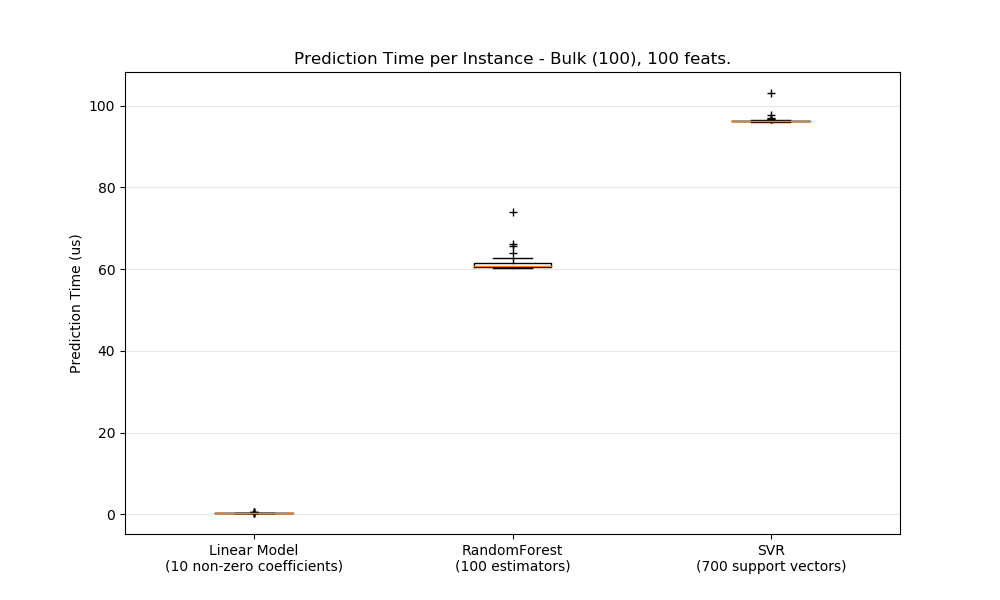 Prediction Time per Instance - Bulk (100), 100 feats.
100
80
60
40
20
0
Prediction Time (us)
Linear Model
(10 non-zero coefficients)
RandomForest
(100 estimators)
SVR
(700 support vectors)